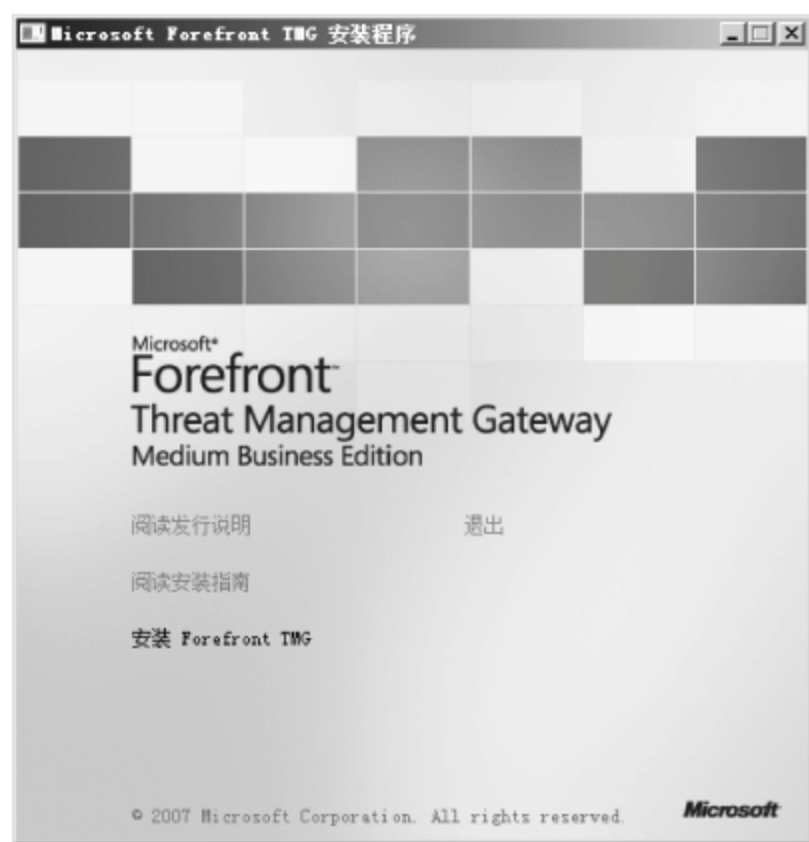 Microsoft Forefront TMG 安装程序
Microsoft®
Forefront™
Threat Management Gateway
Medium Business Edition
阅读发行说明
退出
阅读安装指南
安装 Forefront TMG
© 2007 Microsoft Corporation. All rights reserved.
Microsoft